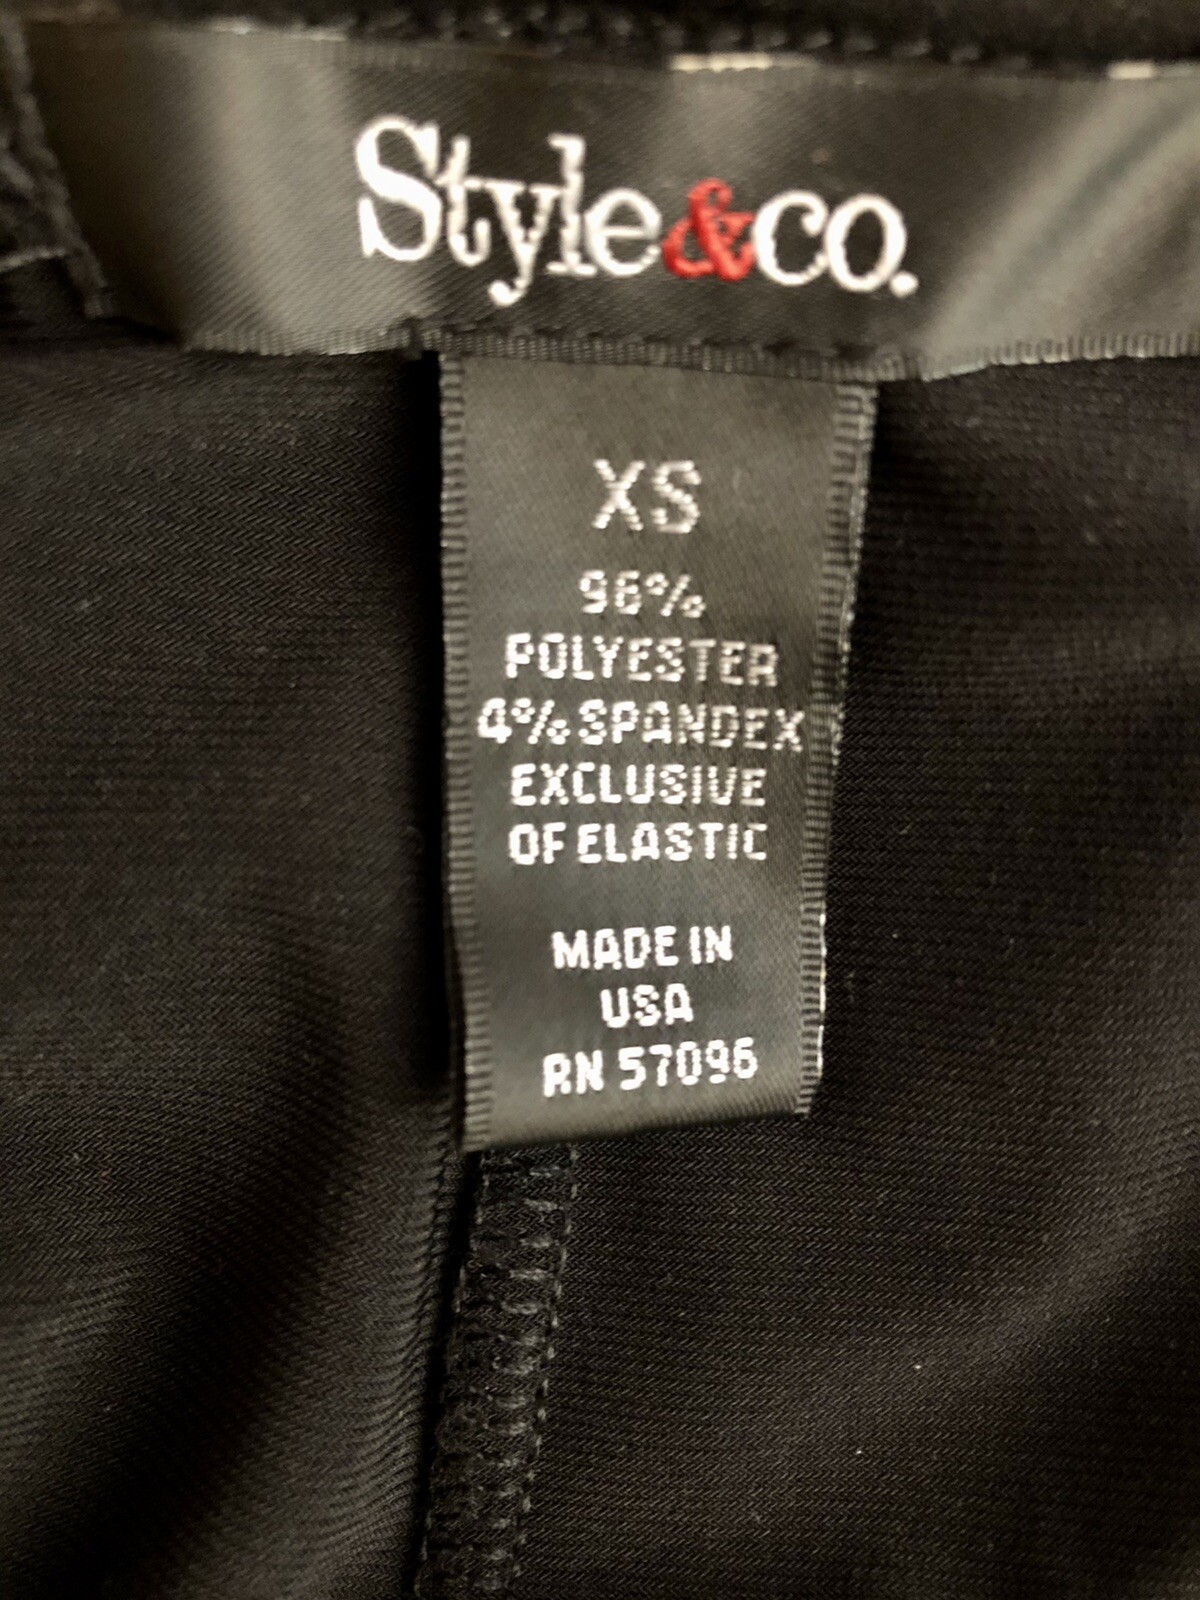 Style&co.
XS
96%
POLYESTER
4% SPANDEX
EXCLUSIVE
OF ELASTIC
MADE IN
USA
RN 57096